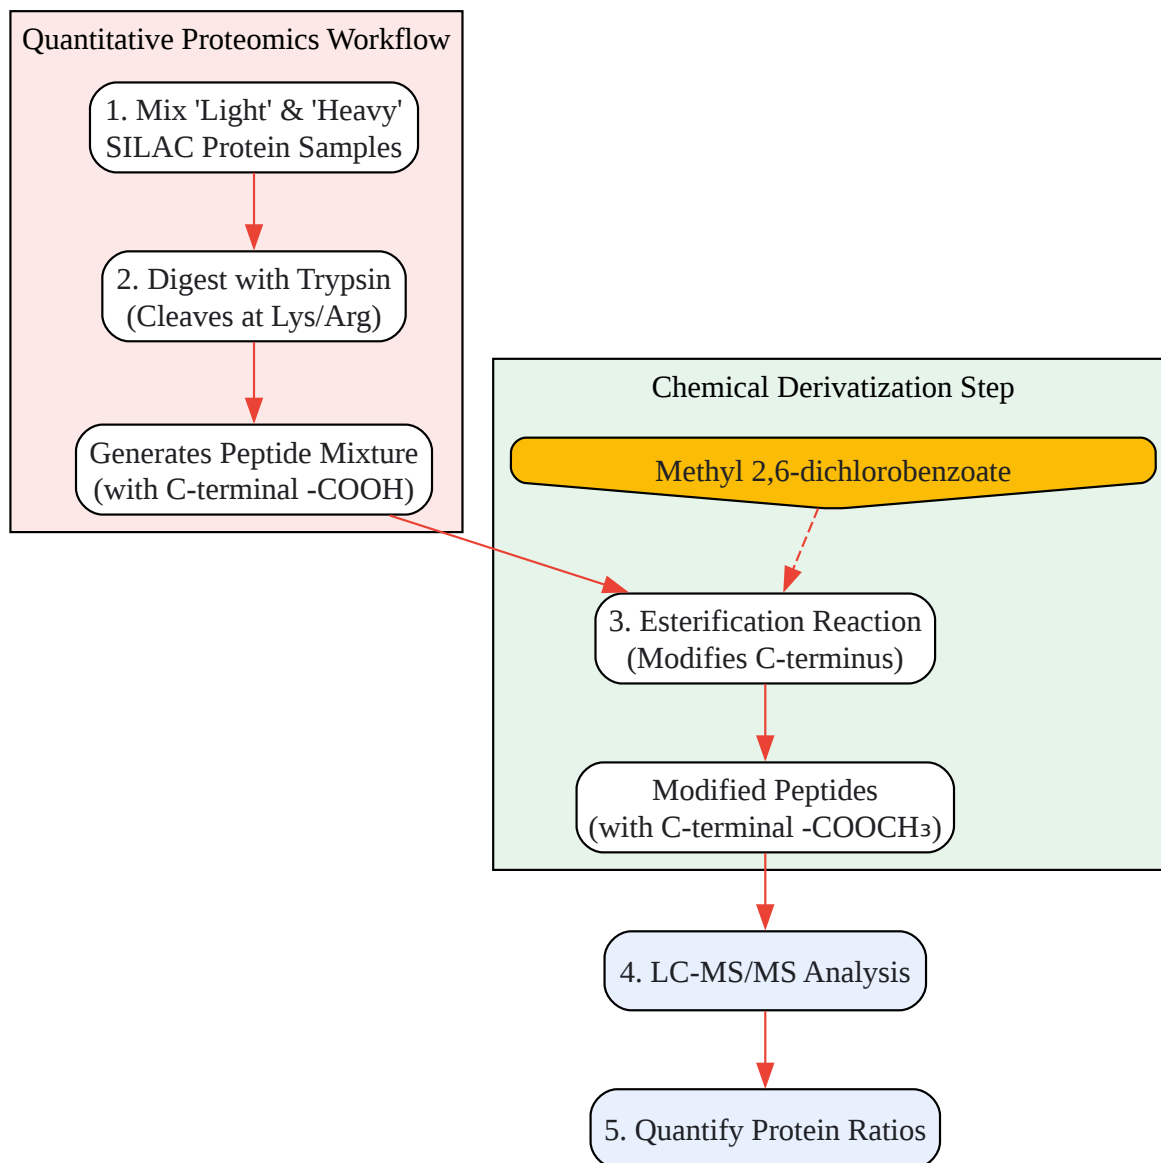 Quantitative Proteomics Workflow
1. Mix 'Light' & 'Heavy'
SILAC Protein Samples
2. Digest with Trypsin
(Cleaves at Lys/Arg)
Generates Peptide Mixture
(with C-terminal -COOH)
Chemical Derivatization Step
Methyl 2,6-dichlorobenzoate
3. Esterification Reaction
(Modifies C-terminus)
Modified Peptides
(with C-terminal -COOCH₃)
4. LC-MS/MS Analysis
5. Quantify Protein Ratios